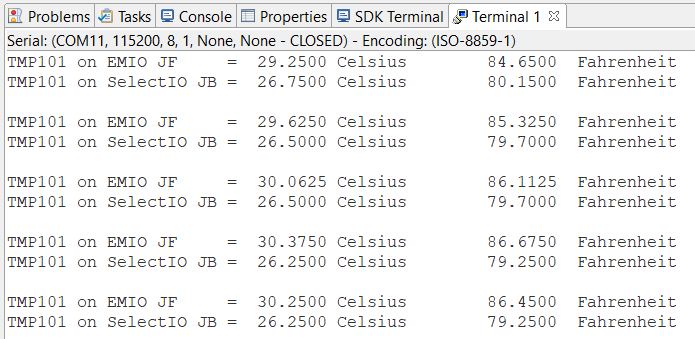 Problems Tasks Console Properties SDK Terminal Terminal 1
Serial: (COM11, 115200, 8, 1, None, None - CLOSED) - Encoding: (ISO-8859-1)
TMP101 on EMIO JF = 29.2500 Celsius 84.6500 Fahrenheit
TMP101 on SelectIO JB = 26.7500 Celsius 80.1500 Fahrenheit
TMP101 on EMIO JF = 29.6250 Celsius 85.3250 Fahrenheit
TMP101 on SelectIO JB = 26.5000 Celsius 79.7000 Fahrenheit
TMP101 on EMIO JF = 30.0625 Celsius 86.1125 Fahrenheit
TMP101 on SelectIO JB = 26.5000 Celsius 79.7000 Fahrenheit
TMP101 on EMIO JF = 30.3750 Celsius 86.6750 Fahrenheit
TMP101 on SelectIO JB = 26.2500 Celsius 79.2500 Fahrenheit
TMP101 on EMIO JF = 30.2500 Celsius 86.4500 Fahrenheit
TMP101 on SelectIO JB = 26.2500 Celsius 79.2500 Fahrenheit